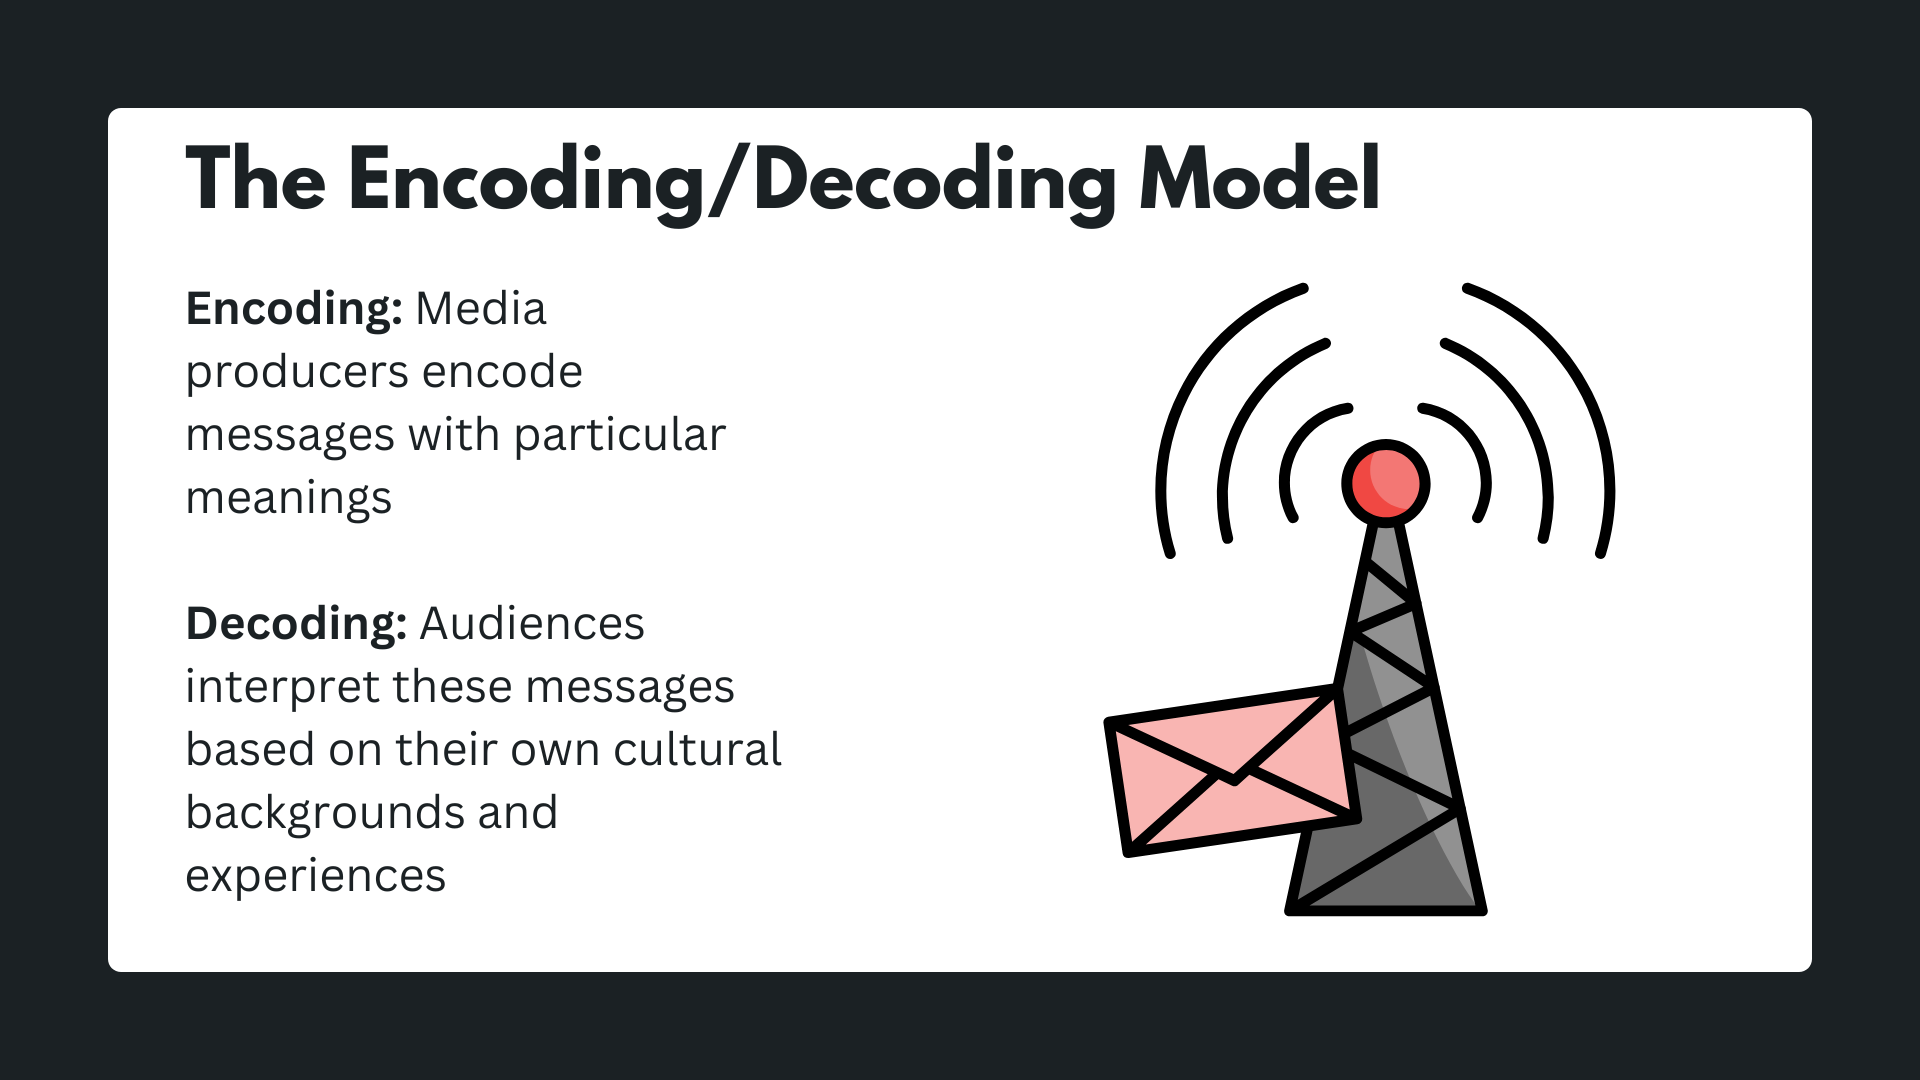 The Encoding/Decoding Model
Encoding: Media
producers encode
messages with particular
meanings
Decoding: Audiences
interpret these messages
based on their own cultural
backgrounds and
experiences